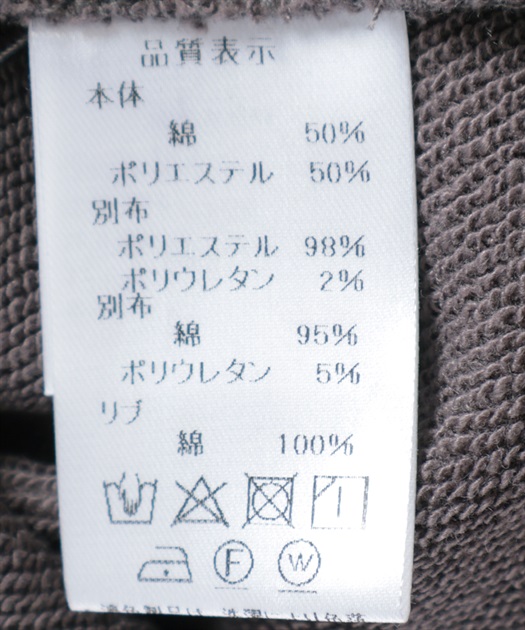 品質表示
本体
綿 50%
ポリエステル 50%
別布
ポリエステル 98%
ポリウレタン 2%
別布
綿 95%
ポリウレタン 5%
リブ
綿 100%
F W